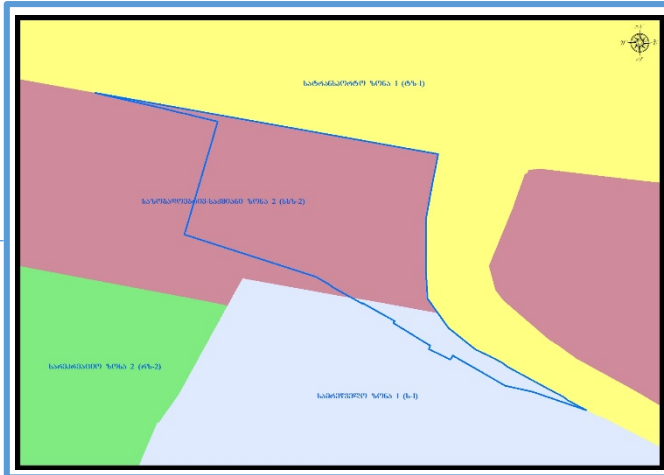 სატრანსპორტო ზონა 1 (ტზ-1)
საზოგადოებრივ-საქმიანი ზონა 2 (სსზ-2)
სარეკრეაციო ზონა 2 (რზ-2)
სამრეწველო ზონა 1 (ს-1)